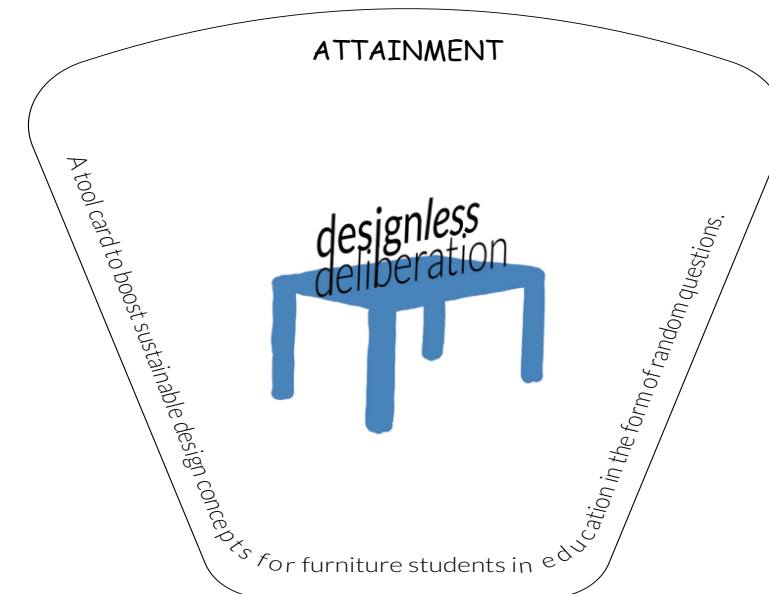 ATTAINMENT
designless
deliberation
A tool card to boost sustainable design concepts for furniture students in education in the form of random questions.